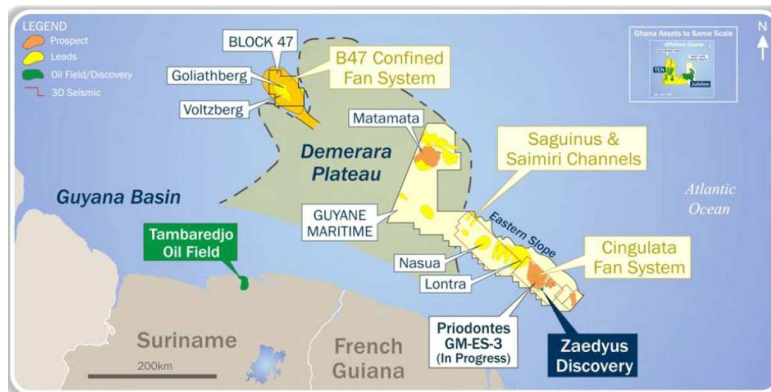 LEGEND
Prospect
Leads
Oil Field/Discovery
3D Seismic
BLOCK 47
Goliathberg
Voltzberg
B47 Confined
Fan System
Ghana Assets to Same Scale
TEN
Jubilee
N
Matamata
Demerara
Plateau
Saguinus &
Saimiri Channels
Guyana Basin
Atlantic
Ocean
GUYANE
MARITIME
Eastern Slope
Tambaredjo
Oil Field
Nasua
Lontra
Cingulata
Fan System
Priodontes
GM-ES-3
(In Progress)
Zaedyus
Discovery
Suriname
French
Guiana
200km